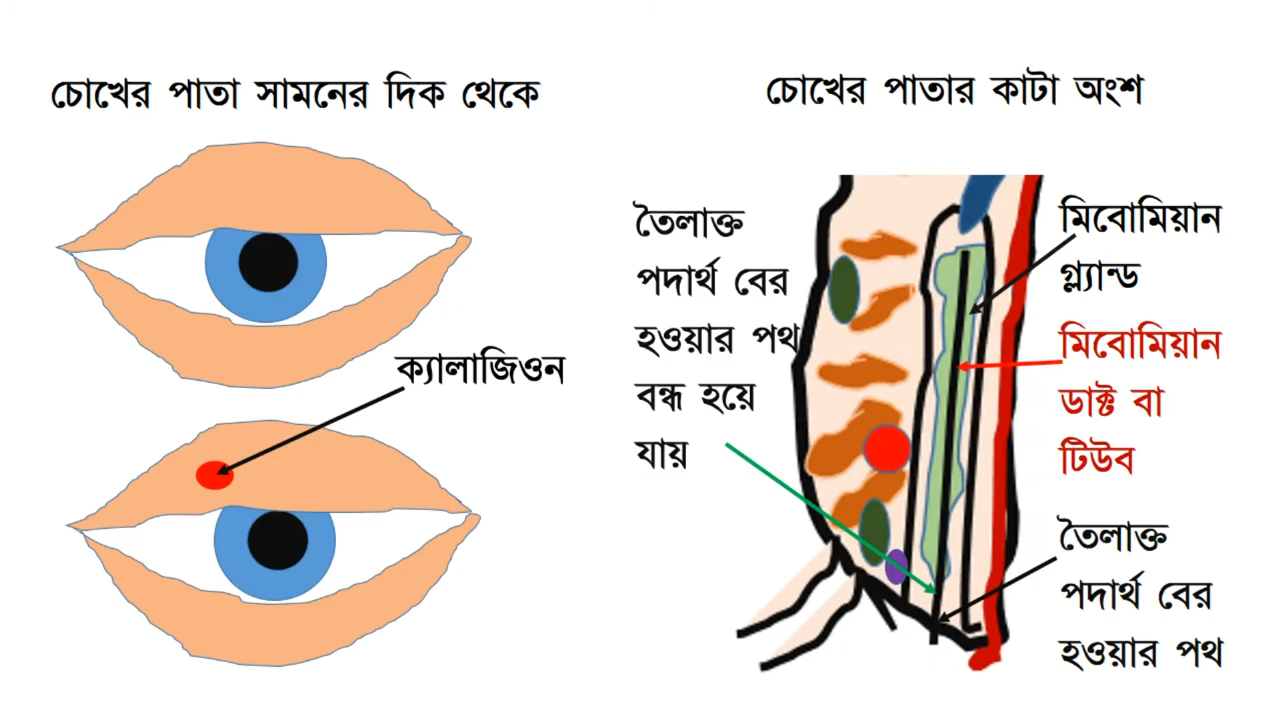 চোখের পাতা সামনের দিক থেকে
ক্যালাজিওন
চোখের পাতার কাটা অংশ
তৈলাক্ত
পদার্থ বের
হওয়ার পথ
বন্ধ হয়ে
যায়
মিবোমিয়ান
গ্ল্যান্ড
মিবোমিয়ান
ডাক্ট বা
টিউব
তৈলাক্ত
পদার্থ বের
হওয়ার পথ